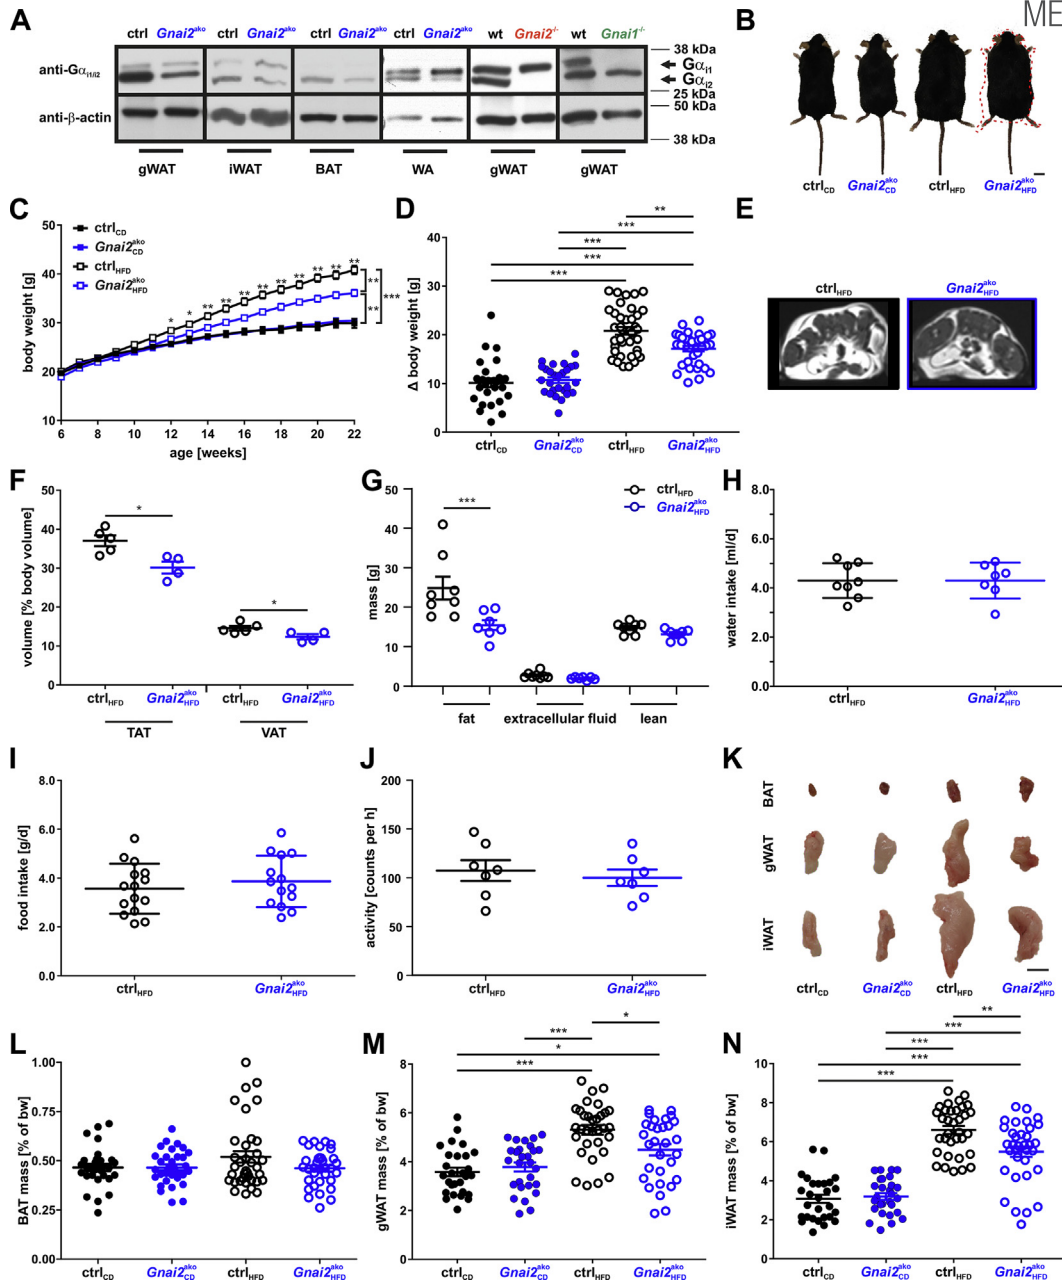 ME
A
ctrl Gnai2ako ctrl Gnai2ako ctrl Gnai2ako ctrl Gnai2ako wt Gnai2-/- wt Gnai1-/-
anti-Gαi1/i2
38 kDa
Gαi1
Gαi2
25 kDa
anti-β-actin
50 kDa
38 kDa
gWAT iWAT BAT WA gWAT gWAT
B
ctrlCD Gnai2akoCD ctrlHFD Gnai2akoHFD
C
ctrlCD
Gnai2akoCD
ctrlHFD
Gnai2akoHFD
body weight [g]
50
40
30
20
10
* * ** ** ** ** ** ** ** ** **
** ** ***
6 8 10 12 14 16 18 20 22
age [weeks]
D
Δ body weight [g]
40
30
20
10
0
**
***
***
***
***
ctrlCD Gnai2akoCD ctrlHFD Gnai2akoHFD
E
ctrlHFD Gnai2akoHFD
F
volume [% body volume]
50
40
30
20
10
0
* *
ctrlHFD Gnai2akoHFD ctrlHFD Gnai2akoHFD
TAT VAT
G
mass [g]
50
40
30
20
10
0
***
ctrlHFD
Gnai2akoHFD
fat extracellular fluid lean
H
water intake [ml/d]
8.0
6.0
4.0
2.0
0.0
ctrlHFD Gnai2akoHFD
I
food intake [g/d]
8.0
6.0
4.0
2.0
0.0
ctrlHFD Gnai2akoHFD
J
activity [counts per h]
200
150
100
50
0
ctrlHFD Gnai2akoHFD
K
BAT
gWAT
iWAT
ctrlCD Gnai2akoCD ctrlHFD Gnai2akoHFD
L
BAT mass [% of bw]
1.00
0.75
0.50
0.25
0.00
ctrlCD Gnai2akoCD ctrlHFD Gnai2akoHFD
M
gWAT mass [% of bw]
8
6
4
2
0
*
***
*
***
ctrlCD Gnai2akoCD ctrlHFD Gnai2akoHFD
N
iWAT mass [% of bw]
10
8
6
4
2
0
**
***
***
***
***
ctrlCD Gnai2akoCD ctrlHFD Gnai2akoHFD